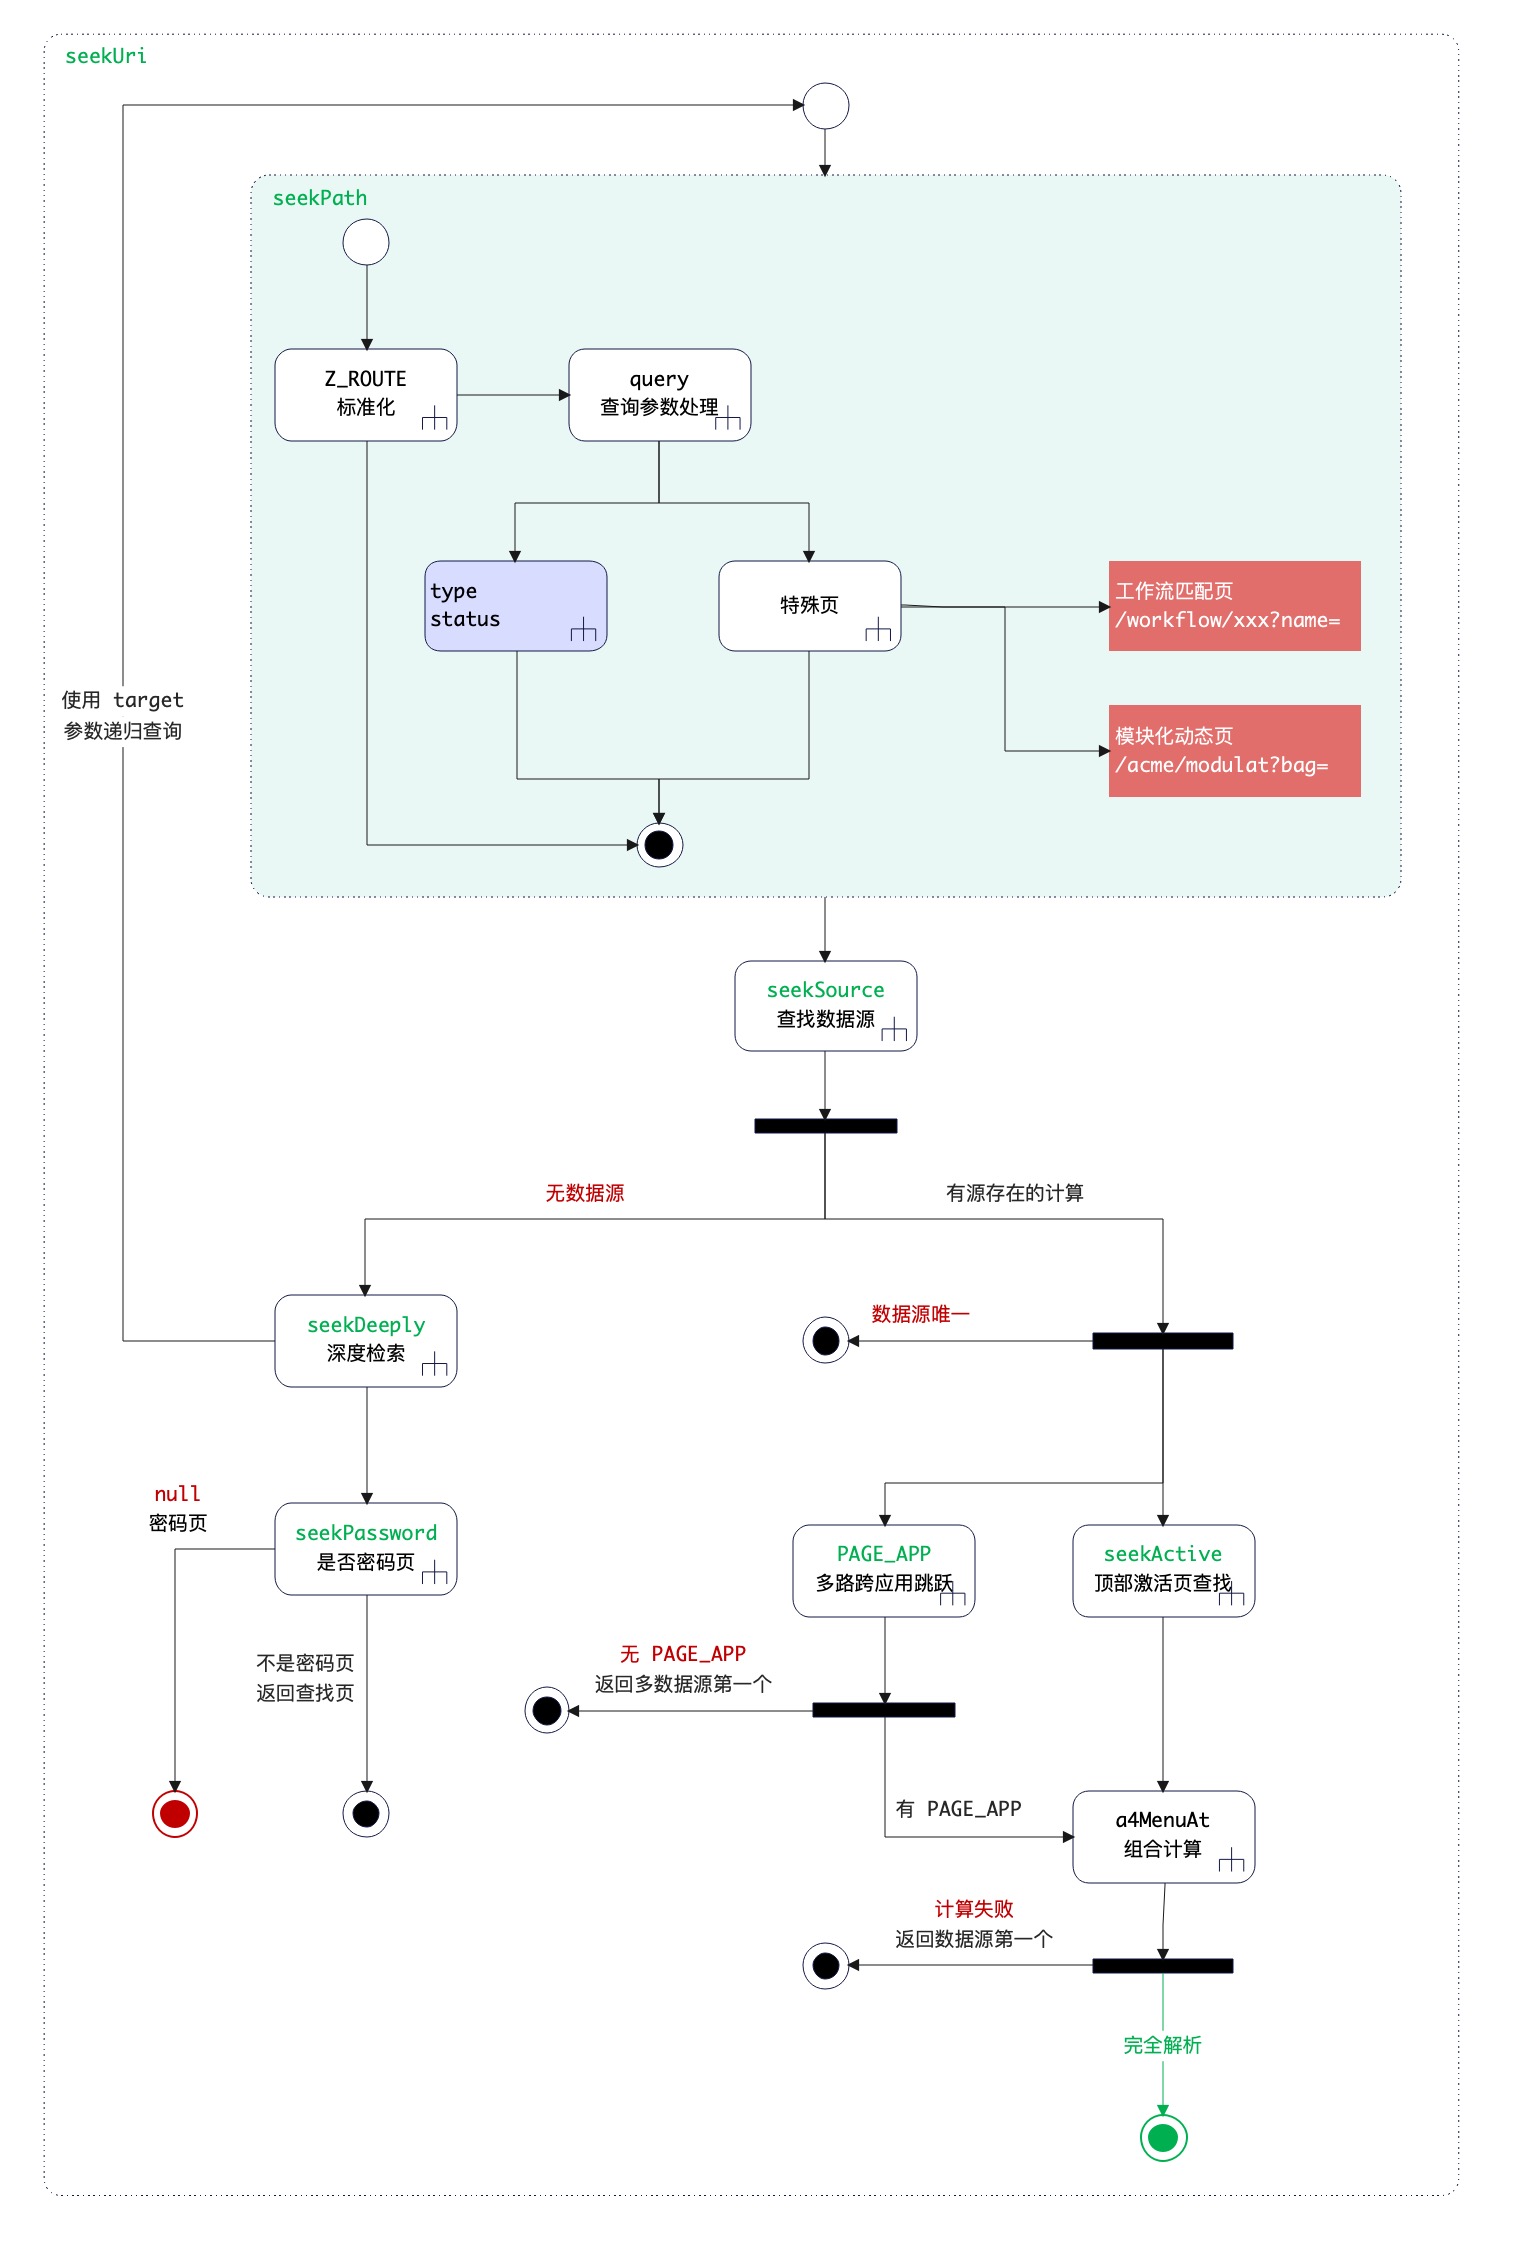 seekUri
seekPath
Z_ROUTE
标准化
query
查询参数处理
type
status
特殊页
工作流匹配页
/workflow/xxx?name=
使用 target
参数递归查询
模块化动态页
/acme/modulat?bag=
seekSource
查找数据源
无数据源
有源存在的计算
seekDeeply
深度检索
数据源唯一
null
密码页
seekPassword
是否密码页
PAGE_APP
多路跨应用跳跃
seekActive
顶部激活页查找
不是密码页
返回查找页
无 PAGE_APP
返回多数据源第一个
有 PAGE_APP
a4MenuAt
组合计算
计算失败
返回数据源第一个
完全解析